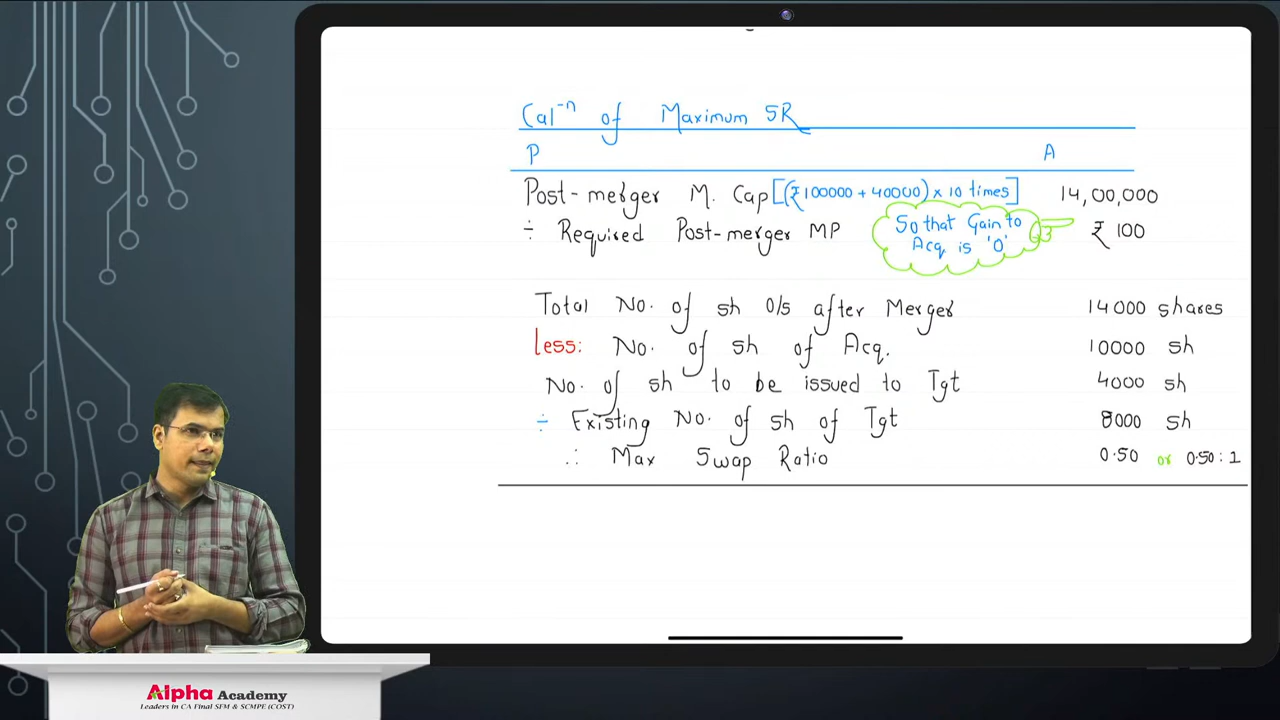 Cal⁻ⁿ of Maximum SR
P A
Post-merger M. Cap [(₹100000 + 40000) x 10 times] 14,00,000
÷ Required Post-merger MP So that Gain to Acq. is '0' ₹ 100
Total No. of sh O/s after Merger 14000 shares
less: No. of sh of Acq. 10000 sh
No. of sh to be issued to Tgt 4000 sh
÷ Existing No. of sh of Tgt 8000 sh
∴ Max Swap Ratio 0.50 or 0.50 : 1
Alpha Academy
Leaders in CA Final SFM & SCMPE (COST)